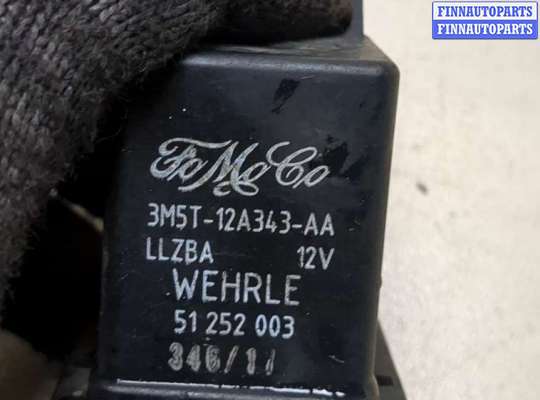 FINNAUTOPARTS
FINNAUTOPARTS
FoMoCo
3M5T-12A343-AA
LLZBA 12V
WEHRLE
51 252 003